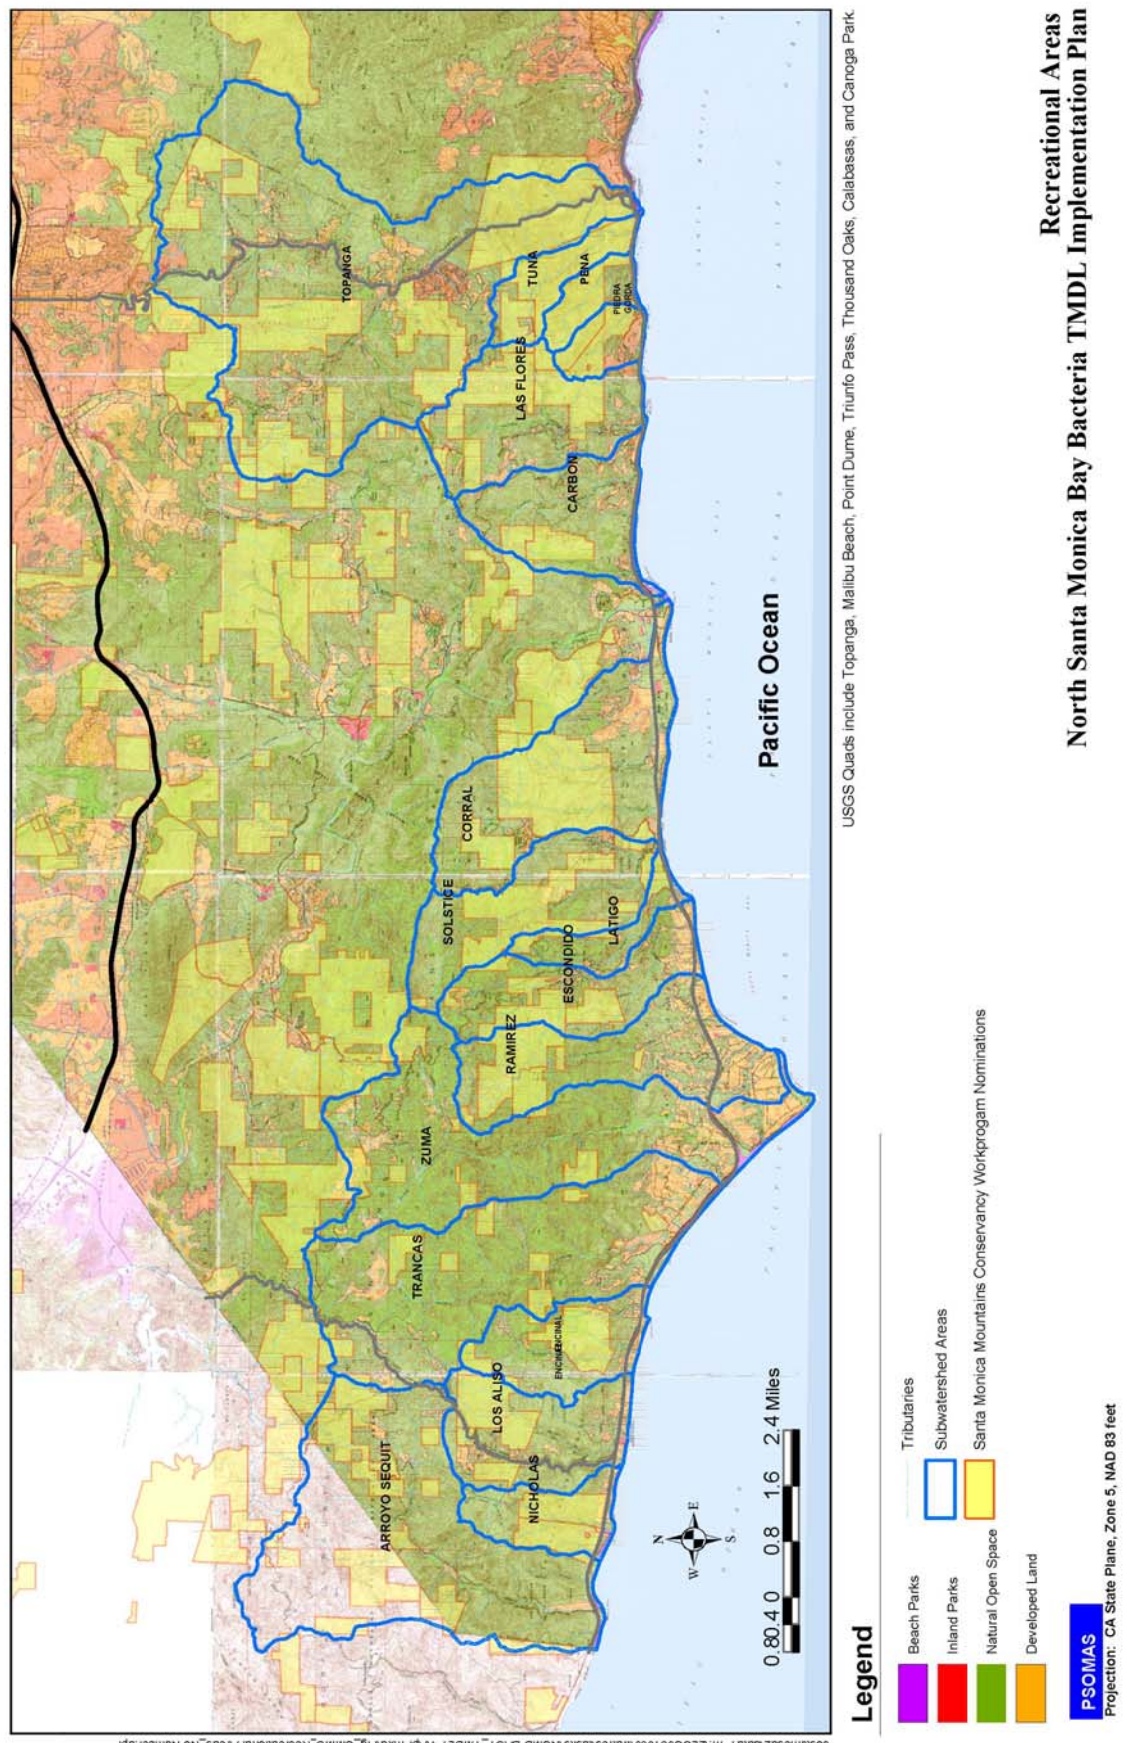 TOPANGA
TUNA
PENA
PIEDRA
GORDA
LAS FLORES
CARBON
CORRAL
SOLSTICE
LATIGO
ESCONDIDO
RAMIREZ
ZUMA
TRANCAS
ENCINAL
LOS ALISO
NICHOLAS
ARROYO SEQUIT
Pacific Ocean
N
W
E
S
0.80.4 0 0.8 1.6 2.4 Miles
USGS Quads include Topanga, Malibu Beach, Point Dume, Triunfo Pass, Thousand Oaks, Calabasas, and Canoga Park.
Legend
Beach Parks
Inland Parks
Natural Open Space
Developed Land
Tributaries
Subwatershed Areas
Santa Monica Mountains Conservancy Workprogam Nominations
PSOMAS
Projection: CA State Plane, Zone 5, NAD 83 feet
Recreational Areas
North Santa Monica Bay Bacteria TMDL Implementation Plan